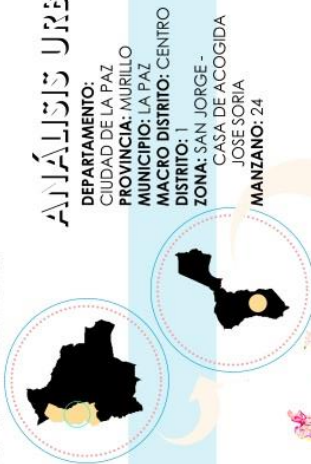 ANÁLISIS URB
DEPARTAMENTO:
CIUDAD DE LA PAZ
PROVINCIA: MURILLO
MUNICIPIO: LA PAZ
MACRO DISTRITO: CENTRO
DISTRITO: 1
ZONA: SAN JORGE -
CASA DE ACOGIDA
JOSE SORIA
MANZANO: 24